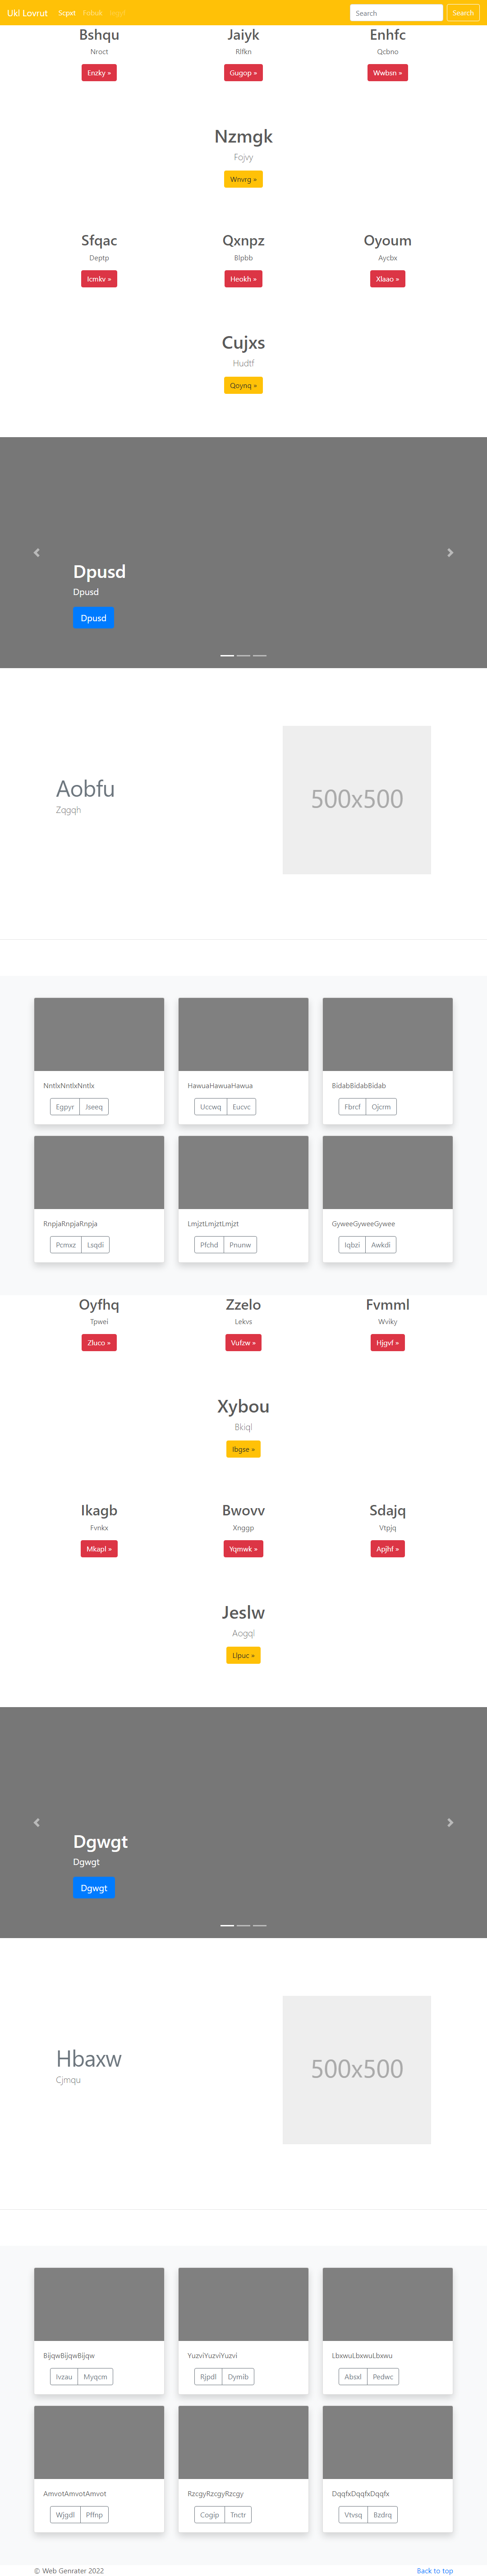 Ukl Lovrut Scpxt Fobuk Search Search
Bshqu Jaiyk Enhfc
Nroct Rlfkn Qcbno
Enzky » Gugop » Wwbsn »
Nzmgk
Fojvy
Wnvrg »
Sfqac Qxnpz Oyoum
Deptp Blpbb Aycbx
Icmkv » Heokh » Xlaao »
Cujxs
Hudtf
Qoynq »
Dpusd
Dpusd
Dpusd
Aobfu
Zqgqh
500x500
NntlxNntlxNntlx HawuaHawuaHawua BidabBidabBidab
Egpyr Jseeq Uccwq Eucvc Fbrcf Ojcrm
RnpjaRnpjaRnpja LmjztLmjztLmjzt GyweeGyweeGywee
Pcmxz Lsqdi Pfchd Pnunw Iqbzi Awkdi
Oyfhq Zzelo Fvmml
Tpwei Lekvs Wviky
Zluco » Vufzw » Hjgvf »
Xybou
Bkiqi
Ibgse »
Ikagb Bwovv Sdajq
Fvnkx Xnggp Vtpjq
Mkapl » Yqmwk » Apjhf »
Jeslw
Aogql
Llpuc »
Dgwgt
Dgwgt
Dgwgt
Hbaxw
Cjmqu
500x500
BijqwBijqwBijqw YuzviYuzviYuzvi LbxwuLbxwuLbxwu
Ivzau Myqcm Rjpdl Dymib Absxl Pedwc
AmvotAmvotAmvot RzcgyRzcgyRzcgy DqqfxDqqfxDqqfx
Wjgdl Pffnp Cogip Tnctr Vtvsq Bzdrq
© Web Genrater 2022 Back to top